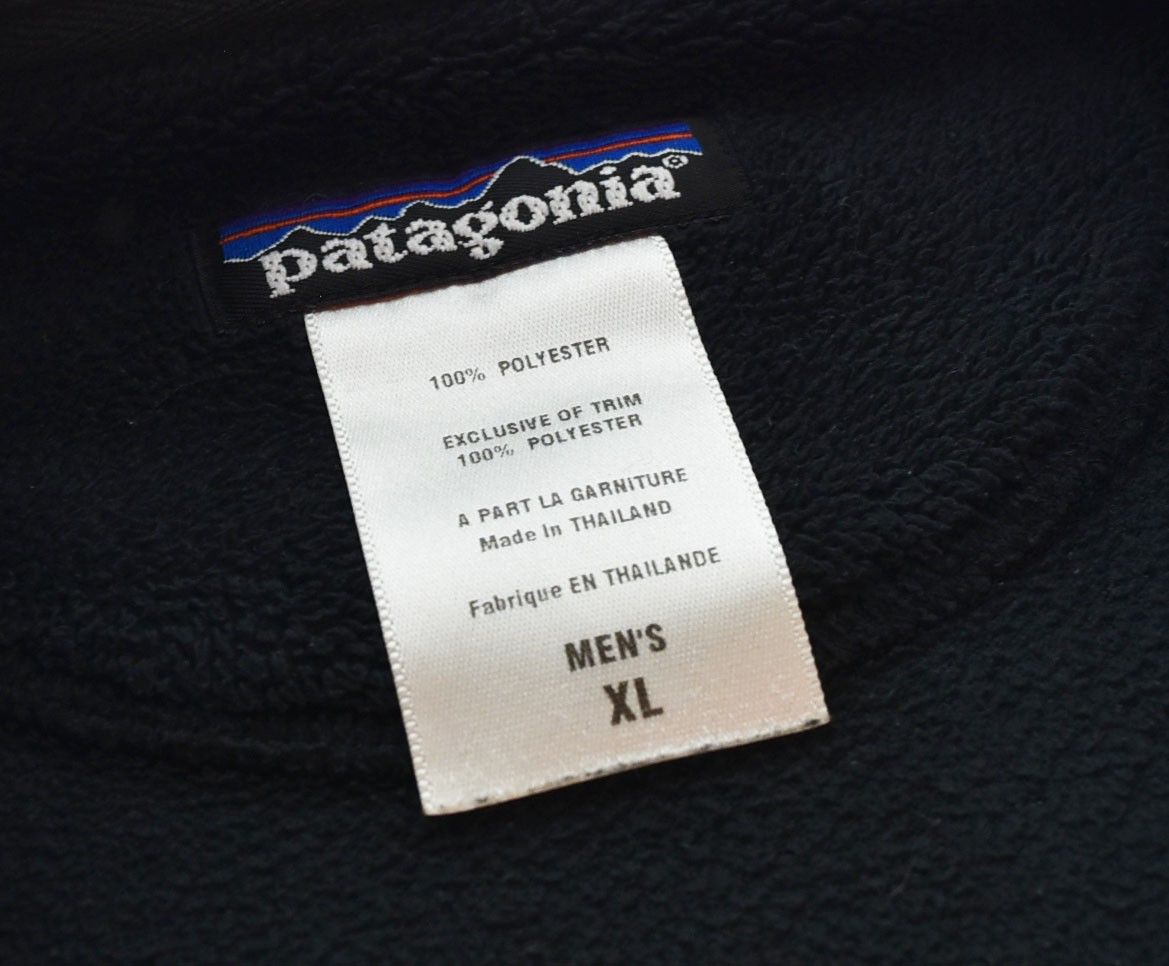 patagonia®
100% POLYESTER
EXCLUSIVE OF TRIM
100% POLYESTER
A PART LA GARNITURE
Made in THAILAND
Fabrique EN THAILANDE
MEN'S
XL